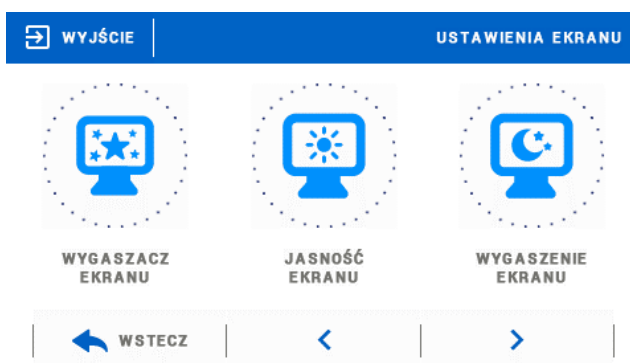 WYJŚCIE
USTAWIENIA EKRANU
WYGASZACZ
EKRANU
JASNOŚĆ
EKRANU
WYGASZENIE
EKRANU
WSTECZ